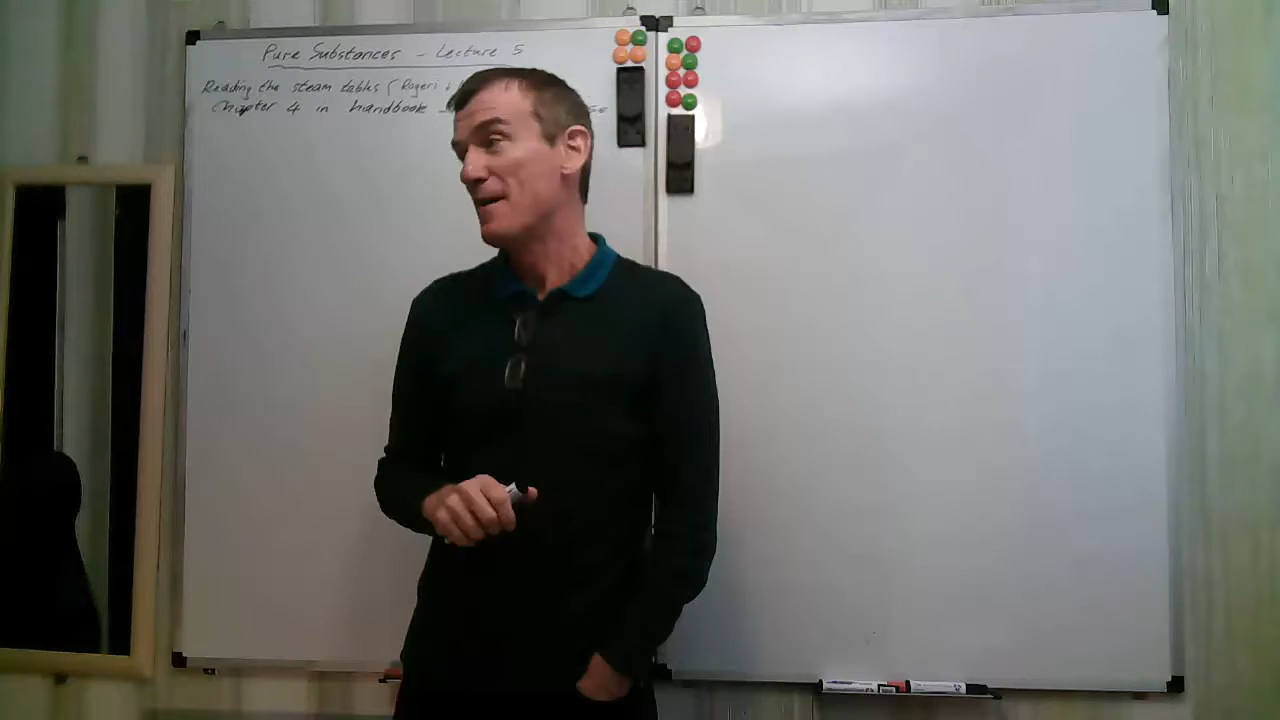 Pure Substances - Lecture 5
Reading the steam tables (Rogers
Chapter 4 in handbook